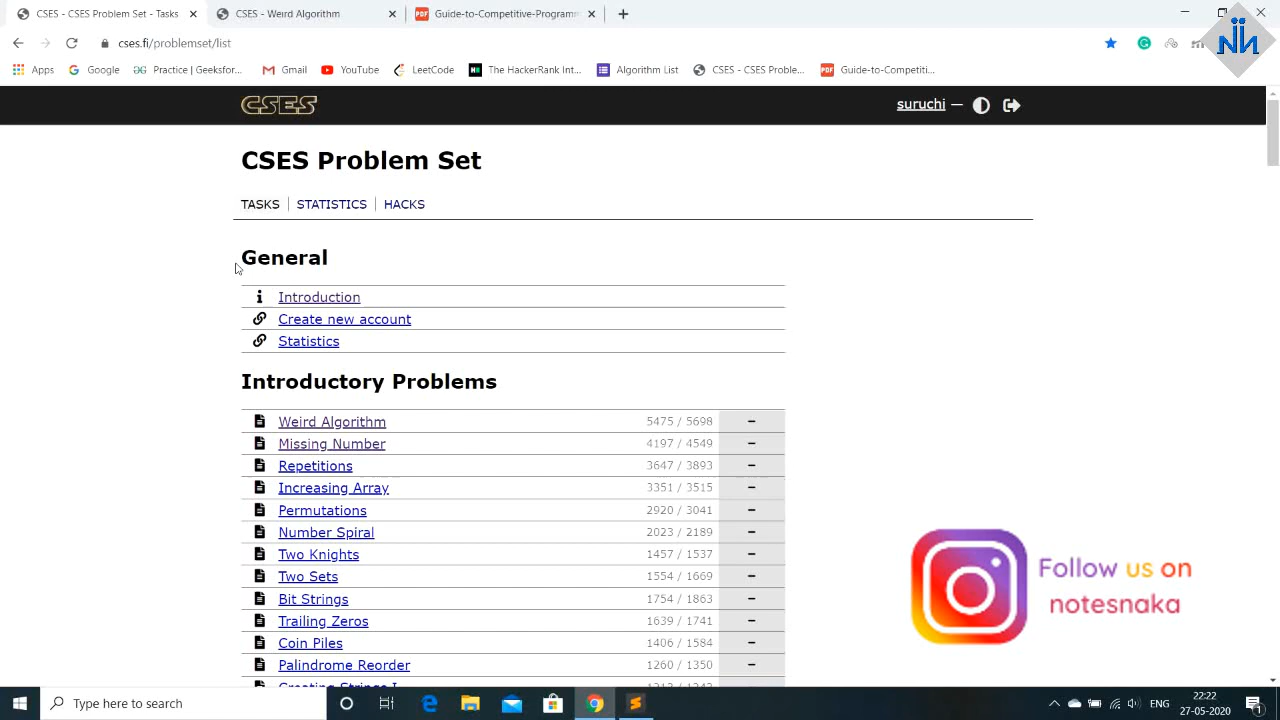 CSES - CSES Problem Set - Tasks
CSES - Weird Algorithm
Guide-to-Competitive-Programm
cses.fi/problemset/list
Apps
Google
Practice | Geeksfor...
Gmail
YouTube
LeetCode
The HackerRank Int...
Algorithm List
CSES - CSES Proble...
Guide-to-Competiti...
CSES
suruchi —
CSES Problem Set
TASKS | STATISTICS | HACKS
General
Introduction
Create new account
Statistics
Introductory Problems
Weird Algorithm 5475 / 5698 –
Missing Number 4197 / 4549 –
Repetitions 3647 / 3893 –
Increasing Array 3351 / 3515 –
Permutations 2920 / 3041 –
Number Spiral 2023 / 2189 –
Two Knights 1457 / 1537 –
Two Sets 1554 / 1669 –
Bit Strings 1754 / 1863 –
Trailing Zeros 1639 / 1741 –
Coin Piles 1406 / 1584 –
Palindrome Reorder 1260 / 1350 –
Follow us on
notesnaka
Type here to search
ENG
22:22
27-05-2020
1